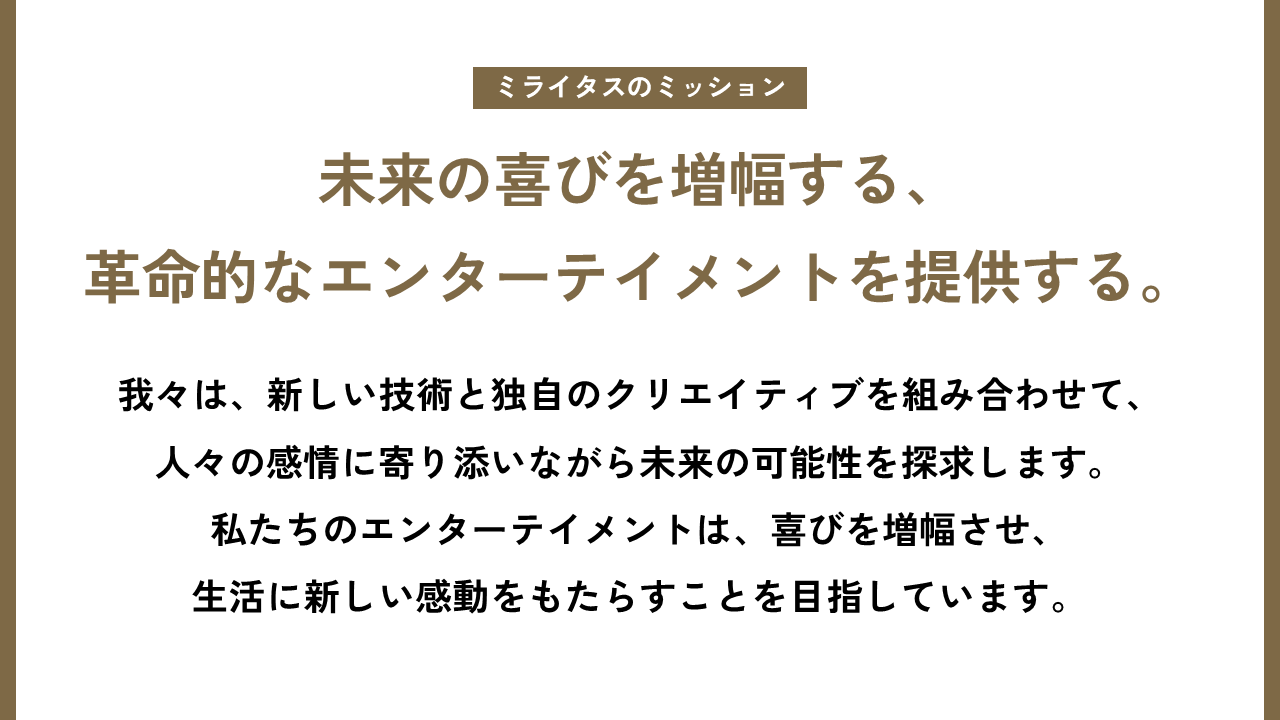 ミライタスのミッション
未来の喜びを増幅する、
革命的なエンターテイメントを提供する。
我々は、新しい技術と独自のクリエイティブを組み合わせて、
人々の感情に寄り添いながら未来の可能性を探求します。
私たちのエンターテイメントは、喜びを増幅させ、
生活に新しい感動をもたらすことを目指しています。